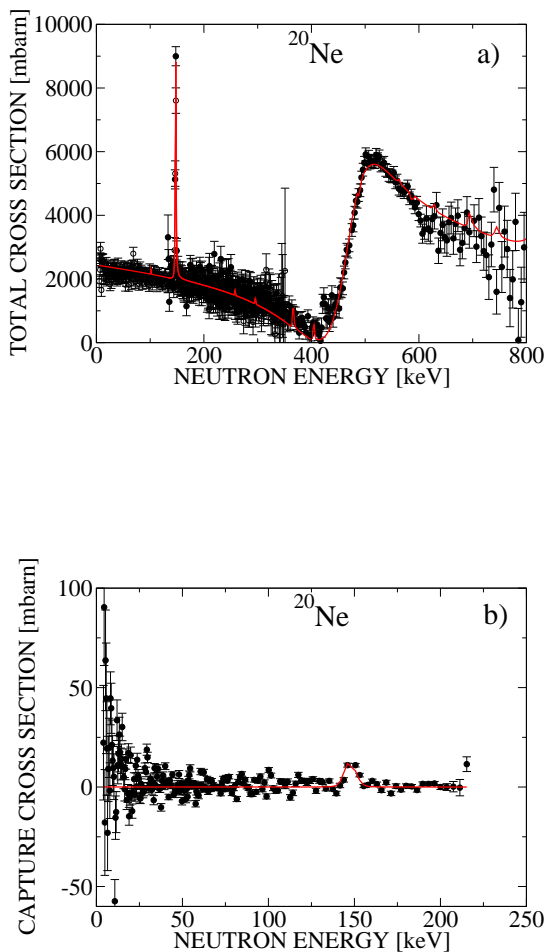 ²⁰Ne
a)
TOTAL CROSS SECTION [mbarn]
10000
8000
6000
4000
2000
0
0 200 400 600 800
NEUTRON ENERGY [keV]
²⁰Ne
b)
CAPTURE CROSS SECTION [mbarn]
100
50
0
-50
0 50 100 150 200 250
NEUTRON ENERGY [keV]